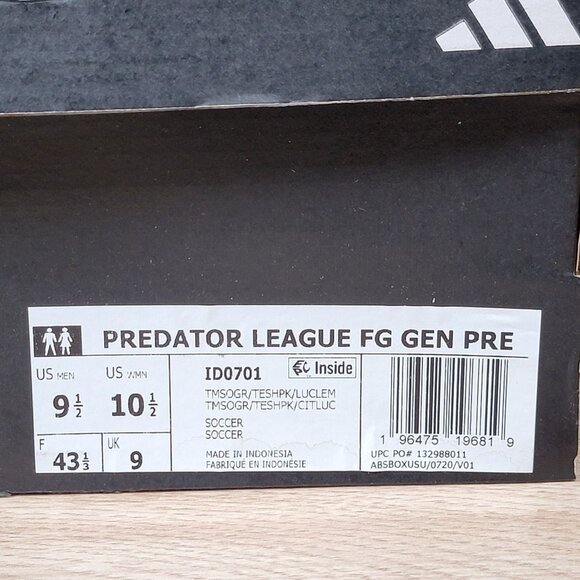 PREDATOR LEAGUE FG GEN PRE
US MEN
9 1/2
US WMN
10 1/2
F
43 1/3
UK
9
ID0701
Inside
TMSOGR/TESHPK/LUCLEM
TMSOGR/TESHPK/CITLUC
SOCCER
SOCCER
MADE IN INDONESIA
FABRIQUÉ EN INDONÉSIE
1 96475 19681 9
UPC PO# 132988011
ABSBOXUSU/0720/V01